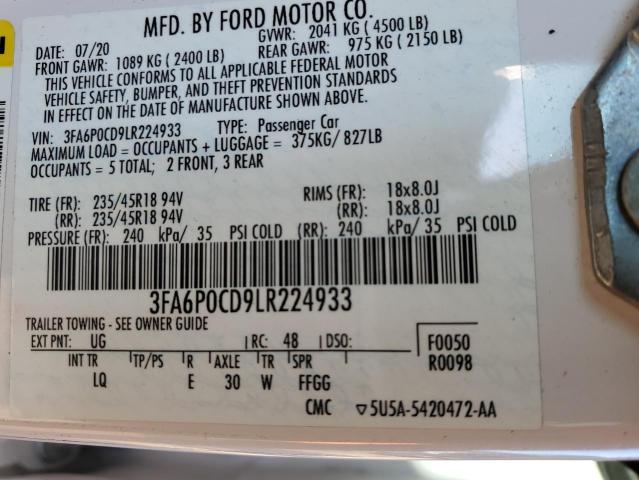 MFD. BY FORD MOTOR CO.
DATE: 07/20 GVWR: 2041 KG ( 4500 LB)
FRONT GAWR: 1089 KG ( 2400 LB) REAR GAWR: 975 KG ( 2150 LB)
THIS VEHICLE CONFORMS TO ALL APPLICABLE FEDERAL MOTOR
VEHICLE SAFETY, BUMPER, AND THEFT PREVENTION STANDARDS
IN EFFECT ON THE DATE OF MANUFACTURE SHOWN ABOVE.
VIN: 3FA6P0CD9LR224933 TYPE: Passenger Car
MAXIMUM LOAD = OCCUPANTS + LUGGAGE = 375KG/ 827LB
OCCUPANTS = 5 TOTAL; 2 FRONT, 3 REAR
TIRE (FR): 235/45R18 94V RIMS (FR): 18x8.0J
(RR): 235/45R18 94V (RR): 18x8.0J
PRESSURE (FR): 240 kPa/ 35 PSI COLD (RR): 240 kPa/ 35 PSI COLD
3FA6P0CD9LR224933
TRAILER TOWING - SEE OWNER GUIDE
EXT PNT: UG RC: 48 DSO: F0050
INT TR TP/PS R AXLE TR SPR R0098
LQ E 30 W FFGG
CMC ▽5U5A-5420472-AA